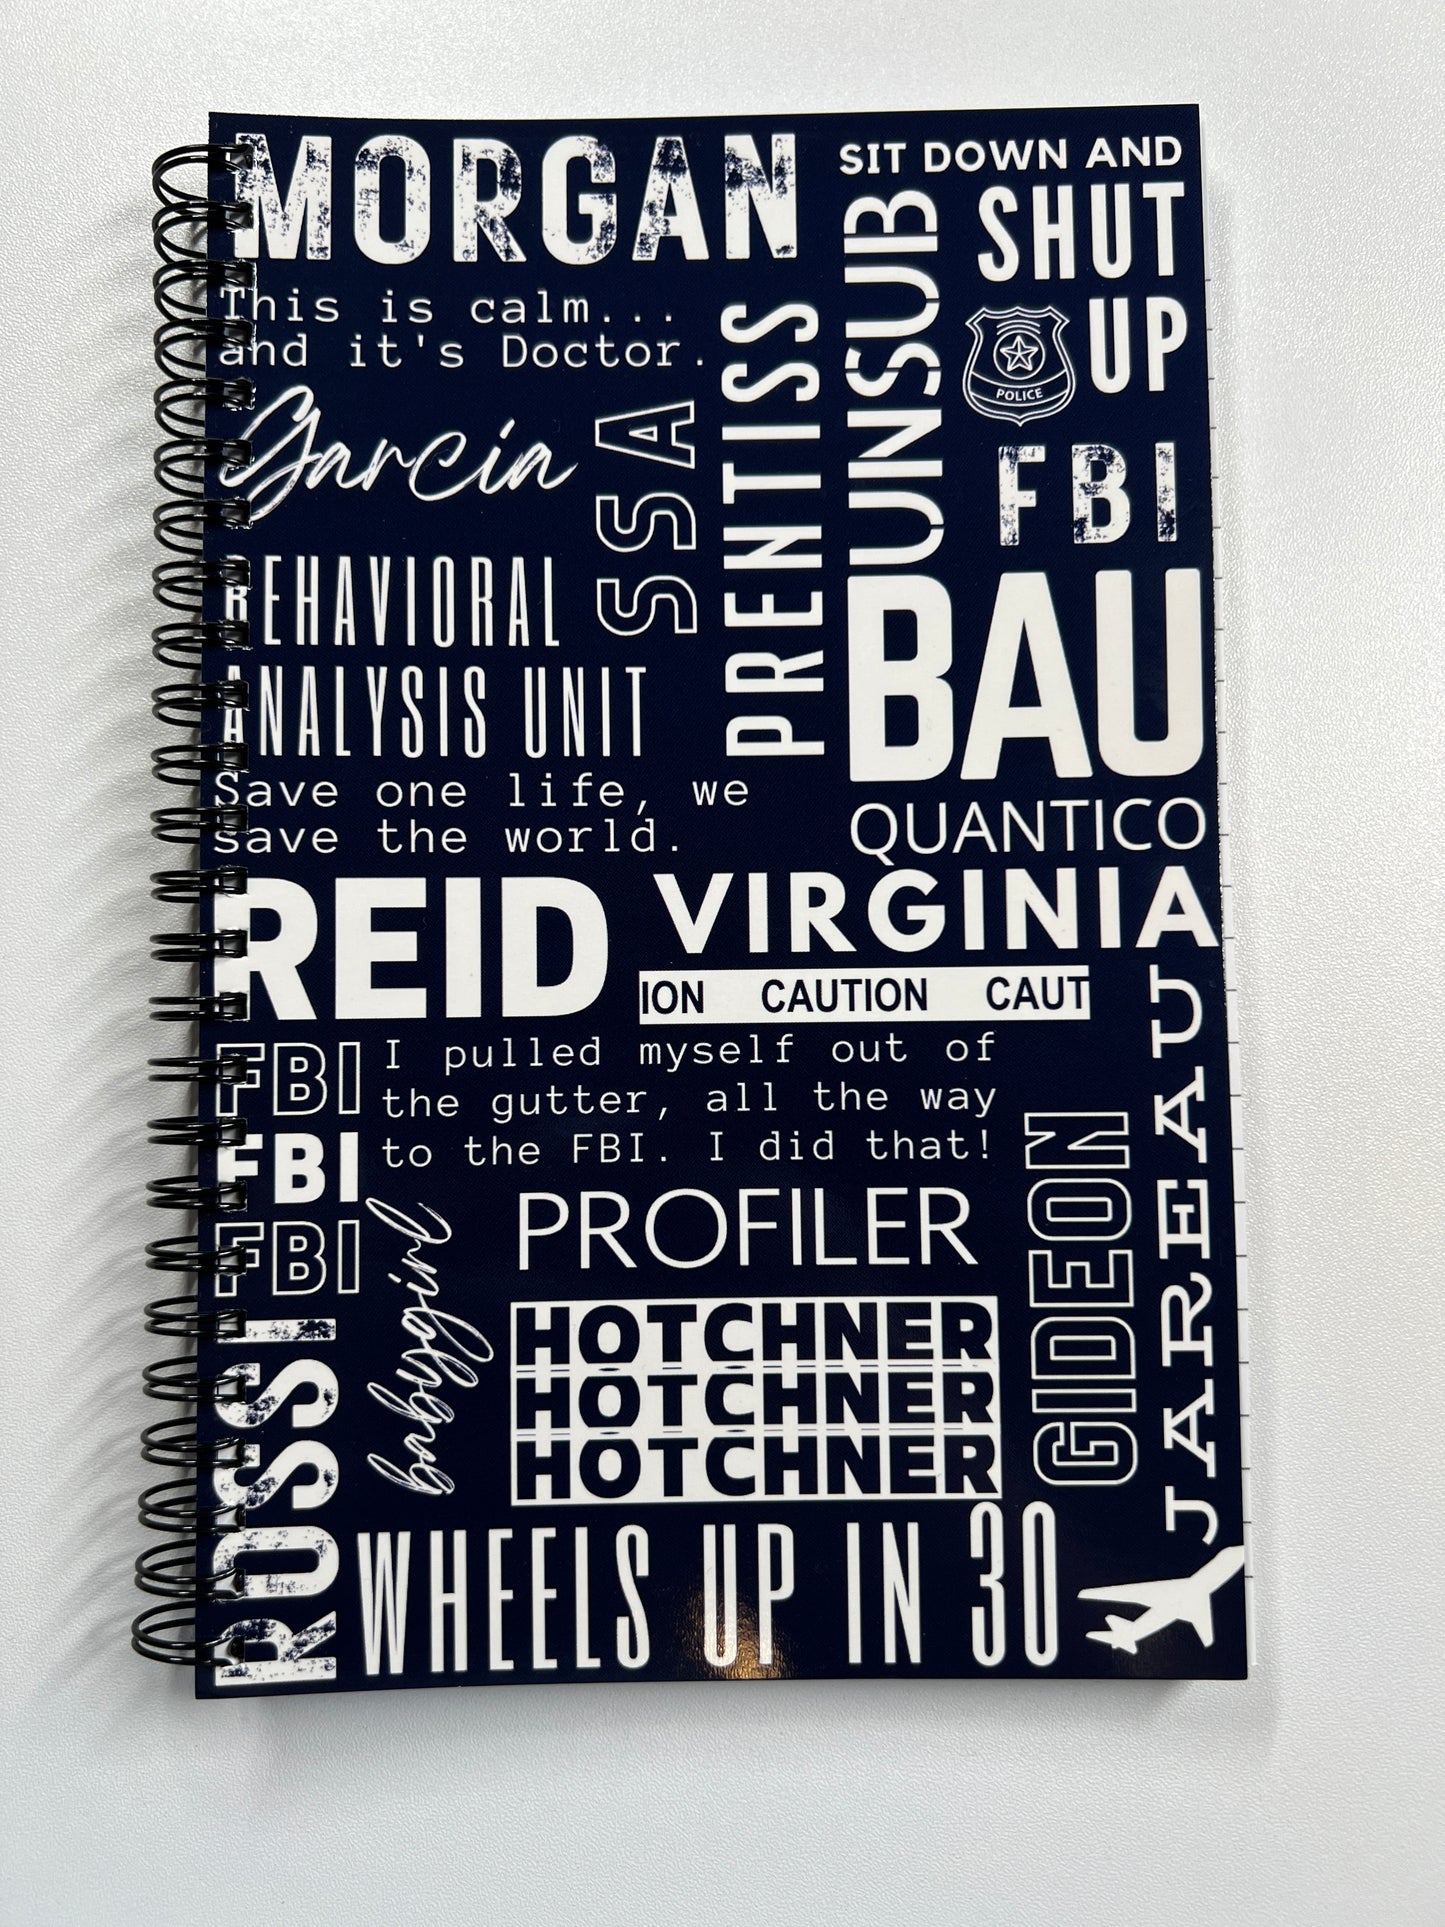 MORGAN
SIT DOWN AND
SHUT
UP
This is calm...
and it's Doctor.
UNSUB
PRENTISS
POLICE
Garcia
SSA
FBI
BEHAVIORAL
ANALYSIS UNIT
BAU
Save one life, we
save the world.
QUANTICO
REID
VIRGINIA
ION CAUTION CAUT
FBI
FBI
FBI
I pulled myself out of
the gutter, all the way
to the FBI. I did that!
JAREAU
GIDEON
PROFILER
babygirl
HOTCHNER
HOTCHNER
HOTCHNER
ROSSI
WHEELS UP IN 30